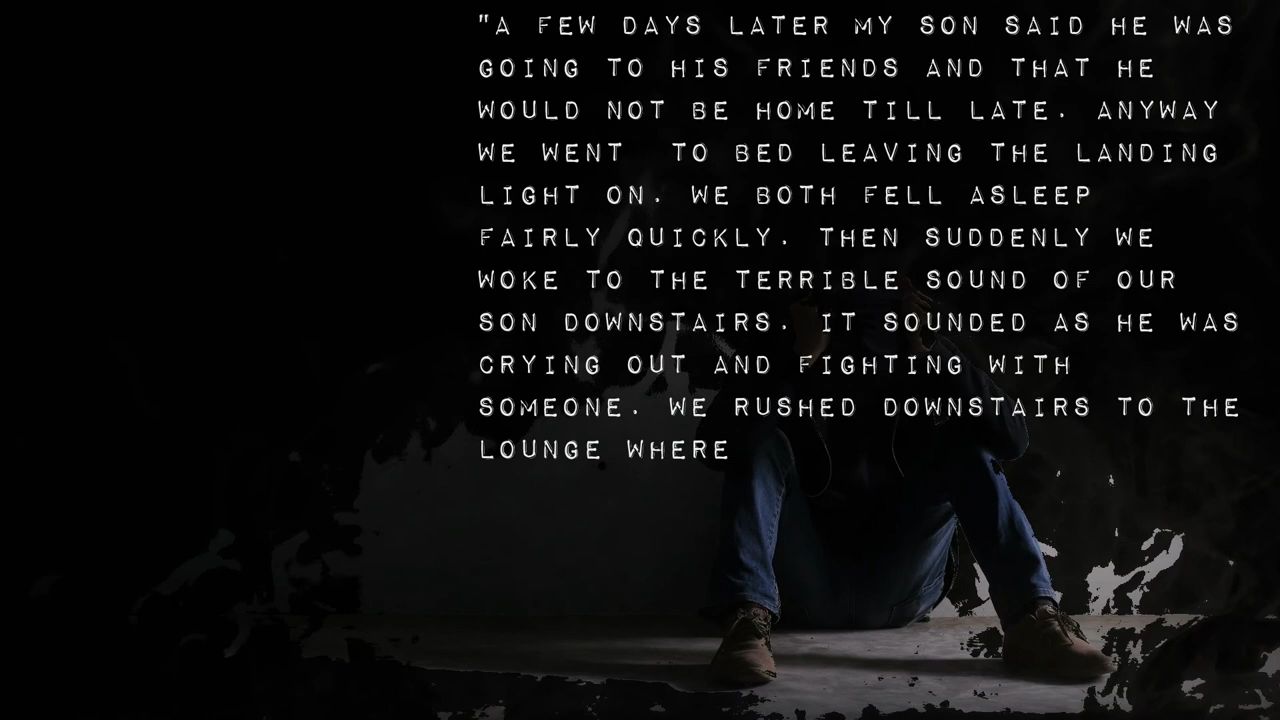 "A FEW DAYS LATER MY SON SAID HE WAS
GOING TO HIS FRIENDS AND THAT HE
WOULD NOT BE HOME TILL LATE. ANYWAY
WE WENT  TO BED LEAVING THE LANDING
LIGHT ON. WE BOTH FELL ASLEEP
FAIRLY QUICKLY. THEN SUDDENLY WE
WOKE TO THE TERRIBLE SOUND OF OUR
SON DOWNSTAIRS. IT SOUNDED AS HE WAS
CRYING OUT AND FIGHTING WITH
SOMEONE. WE RUSHED DOWNSTAIRS TO THE
LOUNGE WHERE